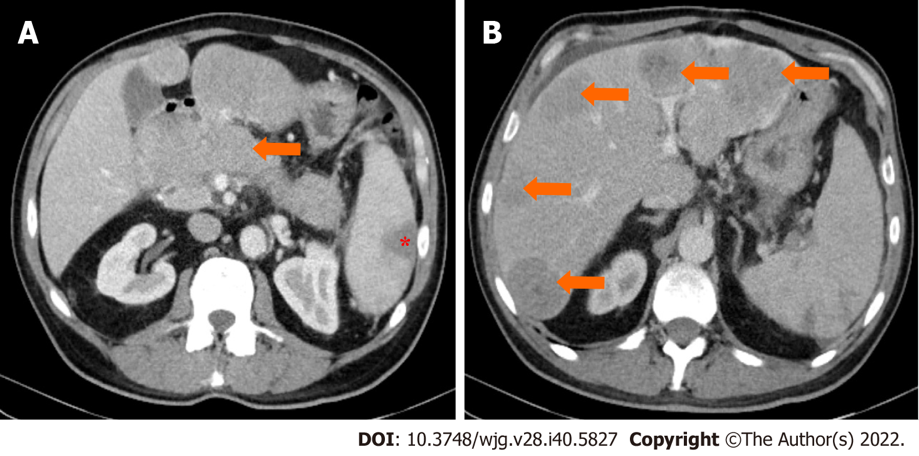 A
B
*
DOI: 10.3748/wjg.v28.i40.5827 Copyright ©The Author(s) 2022.